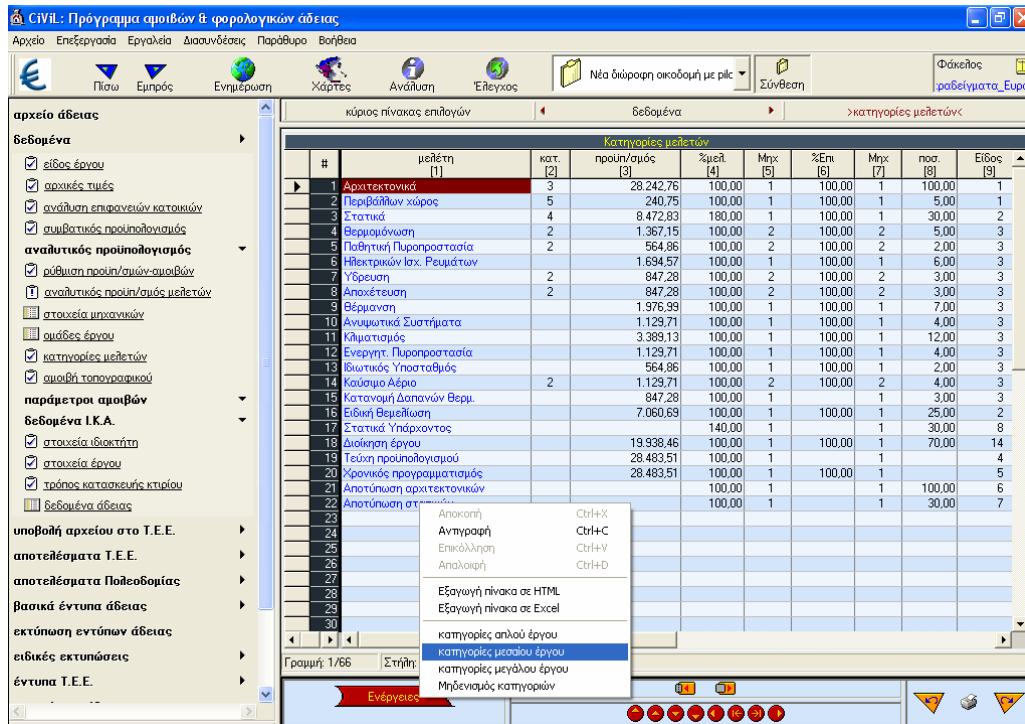 CiViL: Πρόγραμμα αμοιβών & φορολογικών άδειας
Αρχείο Επεξεργασία Εργαλεία Διασυνδέσεις Παράθυρο Βοήθεια
Πίσω Εμπρός Ενημέρωση Χάρτες Ανάλυση Έλεγχος Νέα διώροφη οικοδομή με pilo Σύνθεση Φάκελος
:ραδείγματα_Ευρα
κύριος πίνακας επιλογών δεδομένα >κατηγορίες μελετών<
αρχείο άδειας
δεδομένα
είδος έργου
αρχικές τιμές
ανάλυση επιφανειών κατοικιών
συμβατικός προϋπολογισμός
αναλυτικός προϋπολογισμός
ρύθμιση προϋπ/σμών-αμοιβών
αναλυτικός προϋπ/σμός μελετών
στοιχεία μηχανικών
ομάδες έργου
κατηγορίες μελετών
αμοιβή τοπογραφικού
παράμετροι αμοιβών
δεδομένα Ι.Κ.Α.
στοιχεία ιδιοκτήτη
στοιχεία έργου
τρόπος κατασκευής κτιρίου
δεδομένα άδειας
υποβολή αρχείου στο Τ.Ε.Ε.
αποτελέσματα Τ.Ε.Ε.
αποτελέσματα Πολεοδομίας
βασικά έντυπα άδειας
εκτύπωση εντύπων άδειας
ειδικές εκτυπώσεις
έντυπα Τ.Ε.Ε.
Κατηγορίες μελετών
# μελέτη κατ. προϋπ/σμός %μελ. Μηχ %Επι Μηχ ποσ. Είδος
[1] [2] [3] [4] [5] [6] [7] [8] [9]
1 Αρχιτεκτονικά 3 28.242,76 100,00 1 100,00 1 100,00 1
2 Περιβάλλων χώρος 5 240,75 100,00 1 100,00 1 5,00 1
3 Στατικά 4 8.472,83 180,00 1 100,00 1 30,00 2
4 Θερμομόνωση 2 1.367,15 100,00 2 100,00 2 5,00 3
5 Παθητική Πυροπροστασία 2 564,86 100,00 2 100,00 2 2,00 3
6 Ηλεκτρικών Ισχ. Ρευμάτων 1.694,57 100,00 1 100,00 1 6,00 3
7 Υδρευση 2 847,28 100,00 2 100,00 2 3,00 3
8 Αποχέτευση 2 847,28 100,00 2 100,00 2 3,00 3
9 Θέρμανση 1.976,99 100,00 1 100,00 1 7,00 3
10 Ανυψωτικά Συστήματα 1.129,71 100,00 1 100,00 1 4,00 3
11 Κλιματισμός 3.389,13 100,00 1 100,00 1 12,00 3
12 Ενεργητ. Πυροπροστασία 1.129,71 100,00 1 100,00 1 4,00 3
13 Ιδιωτικός Υποσταθμός 564,86 100,00 1 100,00 1 2,00 3
14 Καύσιμο Αέριο 2 1.129,71 100,00 2 100,00 2 4,00 3
15 Κατανομή Δαπανών Θερμ. 847,28 100,00 1 1 3,00 3
16 Ειδική Θεμελίωση 7.060,69 100,00 1 100,00 1 25,00 2
17 Στατικά Υπάρχοντος 140,00 1 1 30,00 8
18 Διοίκηση έργου 19.938,46 100,00 1 100,00 1 70,00 14
19 Τεύχη προϋπολογισμού 28.483,51 100,00 1 1 4
20 Χρονικός προγραμματισμός 28.483,51 100,00 1 100,00 1 5
21 Αποτύπωση αρχιτεκτονικών 100,00 1 1 100,00 6
22 Αποτύπωση 100,00 1 1 30,00 7
23
24
25
26
27
28
29
30
Αποκοπή Ctrl+X
Αντιγραφή Ctrl+C
Επικόλληση Ctrl+V
Απαλοιφή Ctrl+D
Εξαγωγή πίνακα σε HTML
Εξαγωγή πίνακα σε Excel
κατηγορίες απλού έργου
κατηγορίες μεσαίου έργου
κατηγορίες μεγάλου έργου
Μηδενισμός κατηγοριών
Γραμμή: 1/66 Στήλη:
Ενέργειες